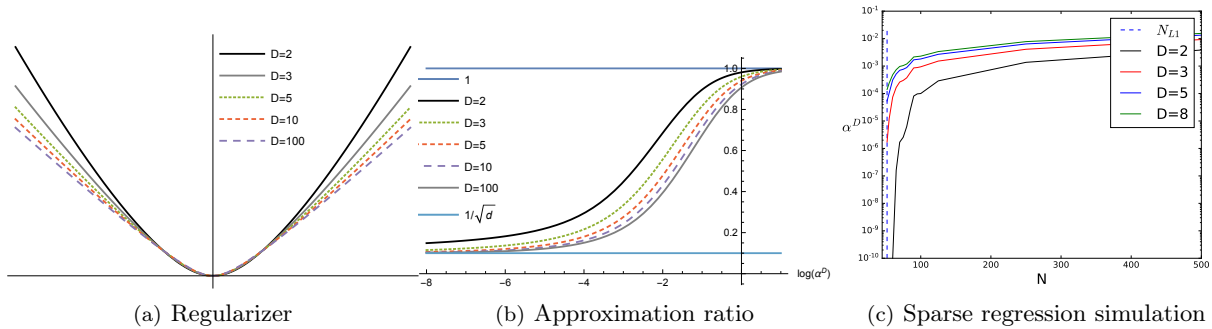 D=2
D=3
D=5
D=10
D=100
(a) Regularizer
1
D=2
D=3
D=5
D=10
D=100
1/√d
1.0
0.8
0.6
0.4
0.2
-8
-6
-4
-2
0
log(α^D)
(b) Approximation ratio
10^-1
10^-2
10^-3
10^-4
10^-5
10^-6
10^-7
10^-8
10^-9
10^-10
α^D
N_L1
D=2
D=3
D=5
D=8
100
200
300
400
500
N
(c) Sparse regression simulation